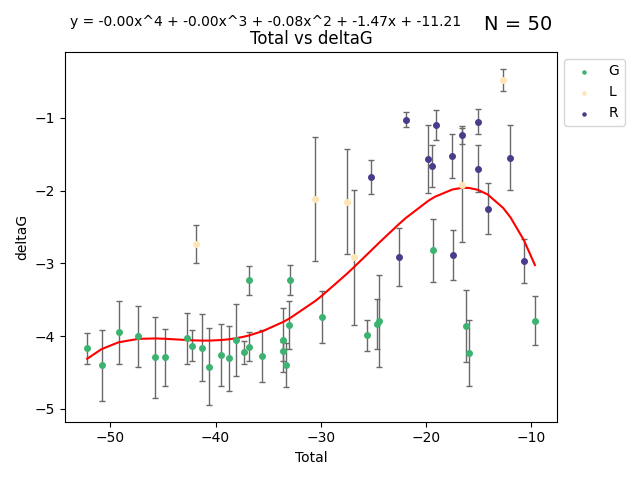 y = -0.00x^4 + -0.00x^3 + -0.08x^2 + -1.47x + -11.21
N = 50
Total vs deltaG
G
L
R
deltaG
−1
−2
−3
−4
−5
−50
−40
−30
−20
−10
Total